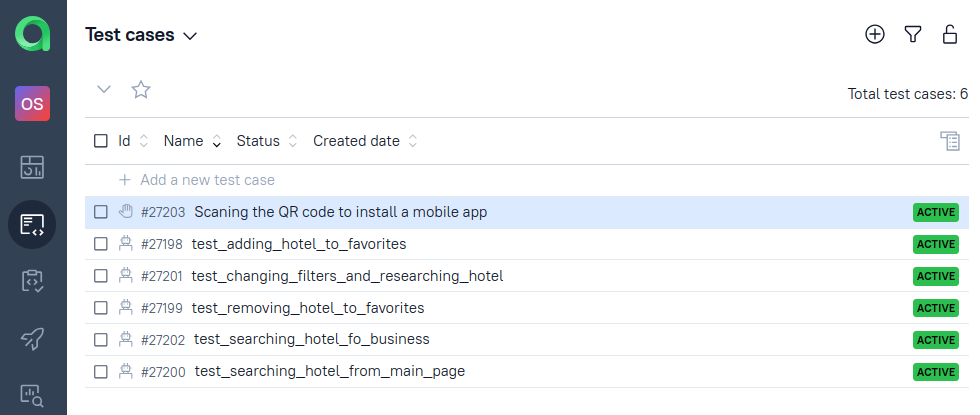 Test cases
OS
Total test cases: 6
Id Name Status Created date
+ Add a new test case
#27203 Scaning the QR code to install a mobile app ACTIVE
#27198 test_adding_hotel_to_favorites ACTIVE
#27201 test_changing_filters_and_researching_hotel ACTIVE
#27199 test_removing_hotel_to_favorites ACTIVE
#27202 test_searching_hotel_fo_business ACTIVE
#27200 test_searching_hotel_from_main_page ACTIVE